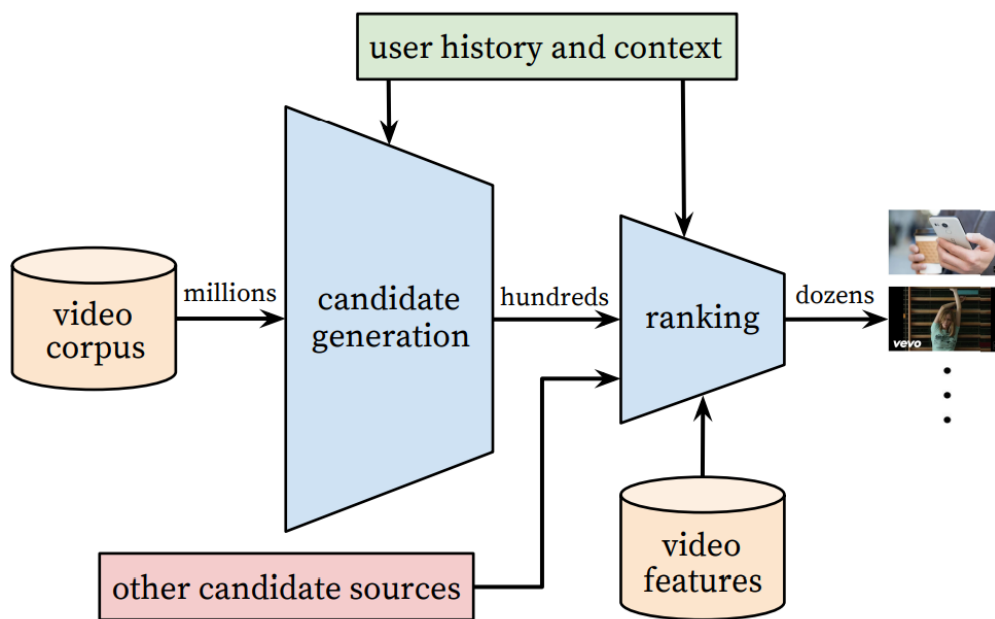 user history and context
video
corpus
millions
candidate
generation
hundreds
ranking
dozens
vevo
other candidate sources
video
features